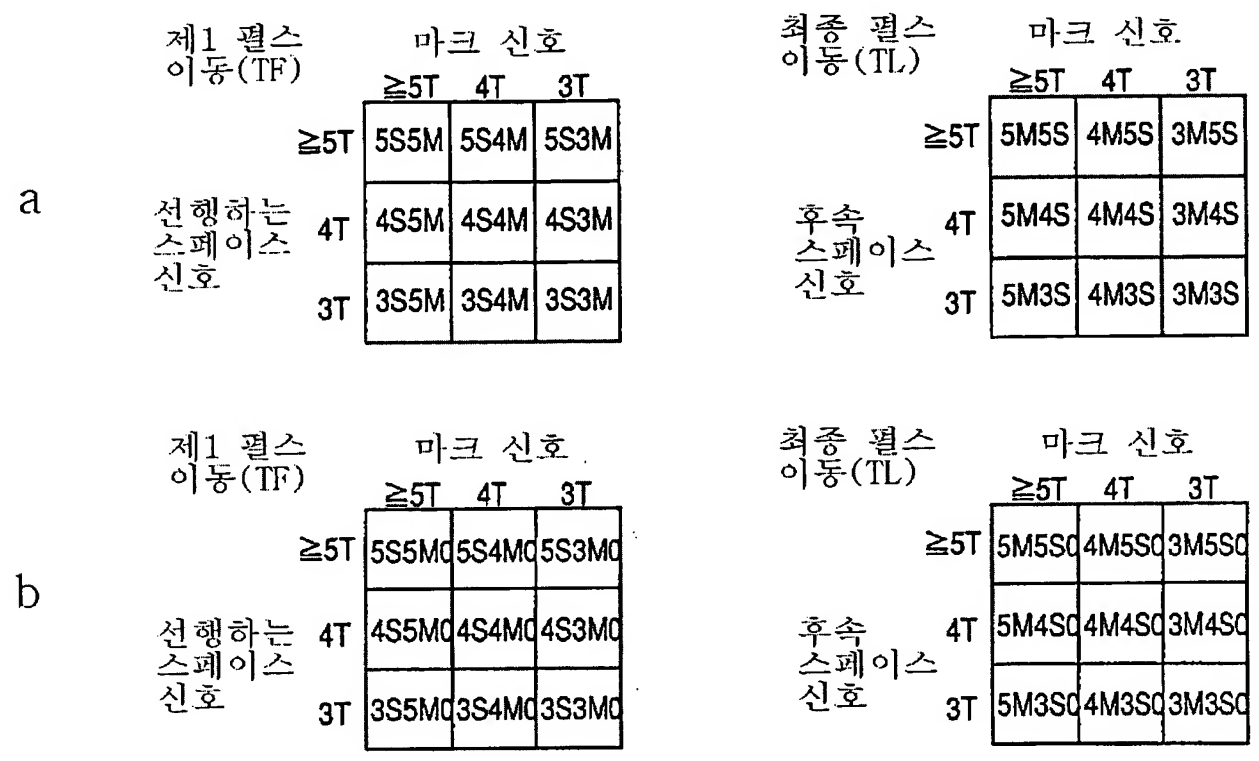 a
제1 펼스
이동(TF)
마크 신호
≧5T 4T 3T
≧5T 5S5M 5S4M 5S3M
선행하는
스페이스
신호
4T 4S5M 4S4M 4S3M
3T 3S5M 3S4M 3S3M
최종 펼스
이동(TL)
마크 신호
≧5T 4T 3T
≧5T 5M5S 4M5S 3M5S
후속
스페이스
신호
4T 5M4S 4M4S 3M4S
3T 5M3S 4M3S 3M3S
b
제1 펼스
이동(TF)
마크 신호
≧5T 4T 3T
≧5T 5S5M0 5S4M0 5S3M0
선행하는
스페이스
신호
4T 4S5M0 4S4M0 4S3M0
3T 3S5M0 3S4M0 3S3M0
최종 펼스
이동(TL)
마크 신호
≧5T 4T 3T
≧5T 5M5S0 4M5S0 3M5S0
후속
스페이스
신호
4T 5M4S0 4M4S0 3M4S0
3T 5M3S0 4M3S0 3M3S0